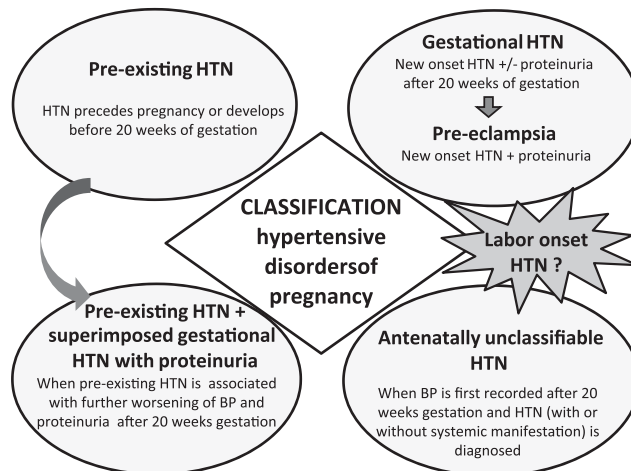 Pre-existing HTN
HTN precedes pregnancy or develops
before 20 weeks of gestation
Gestational HTN
New onset HTN +/- proteinuria
after 20 weeks of gestation
Pre-eclampsia
New onset HTN + proteinuria
CLASSIFICATION
hypertensive
disordersof
pregnancy
Labor onset
HTN ?
Pre-existing HTN +
superimposed gestational
HTN with proteinuria
When pre-existing HTN is associated
with further worsening of BP and
proteinuria after 20 weeks gestation
Antenatally unclassifiable
HTN
When BP is first recorded after 20
weeks gestation and HTN (with or
without systemic manifestation) is
diagnosed